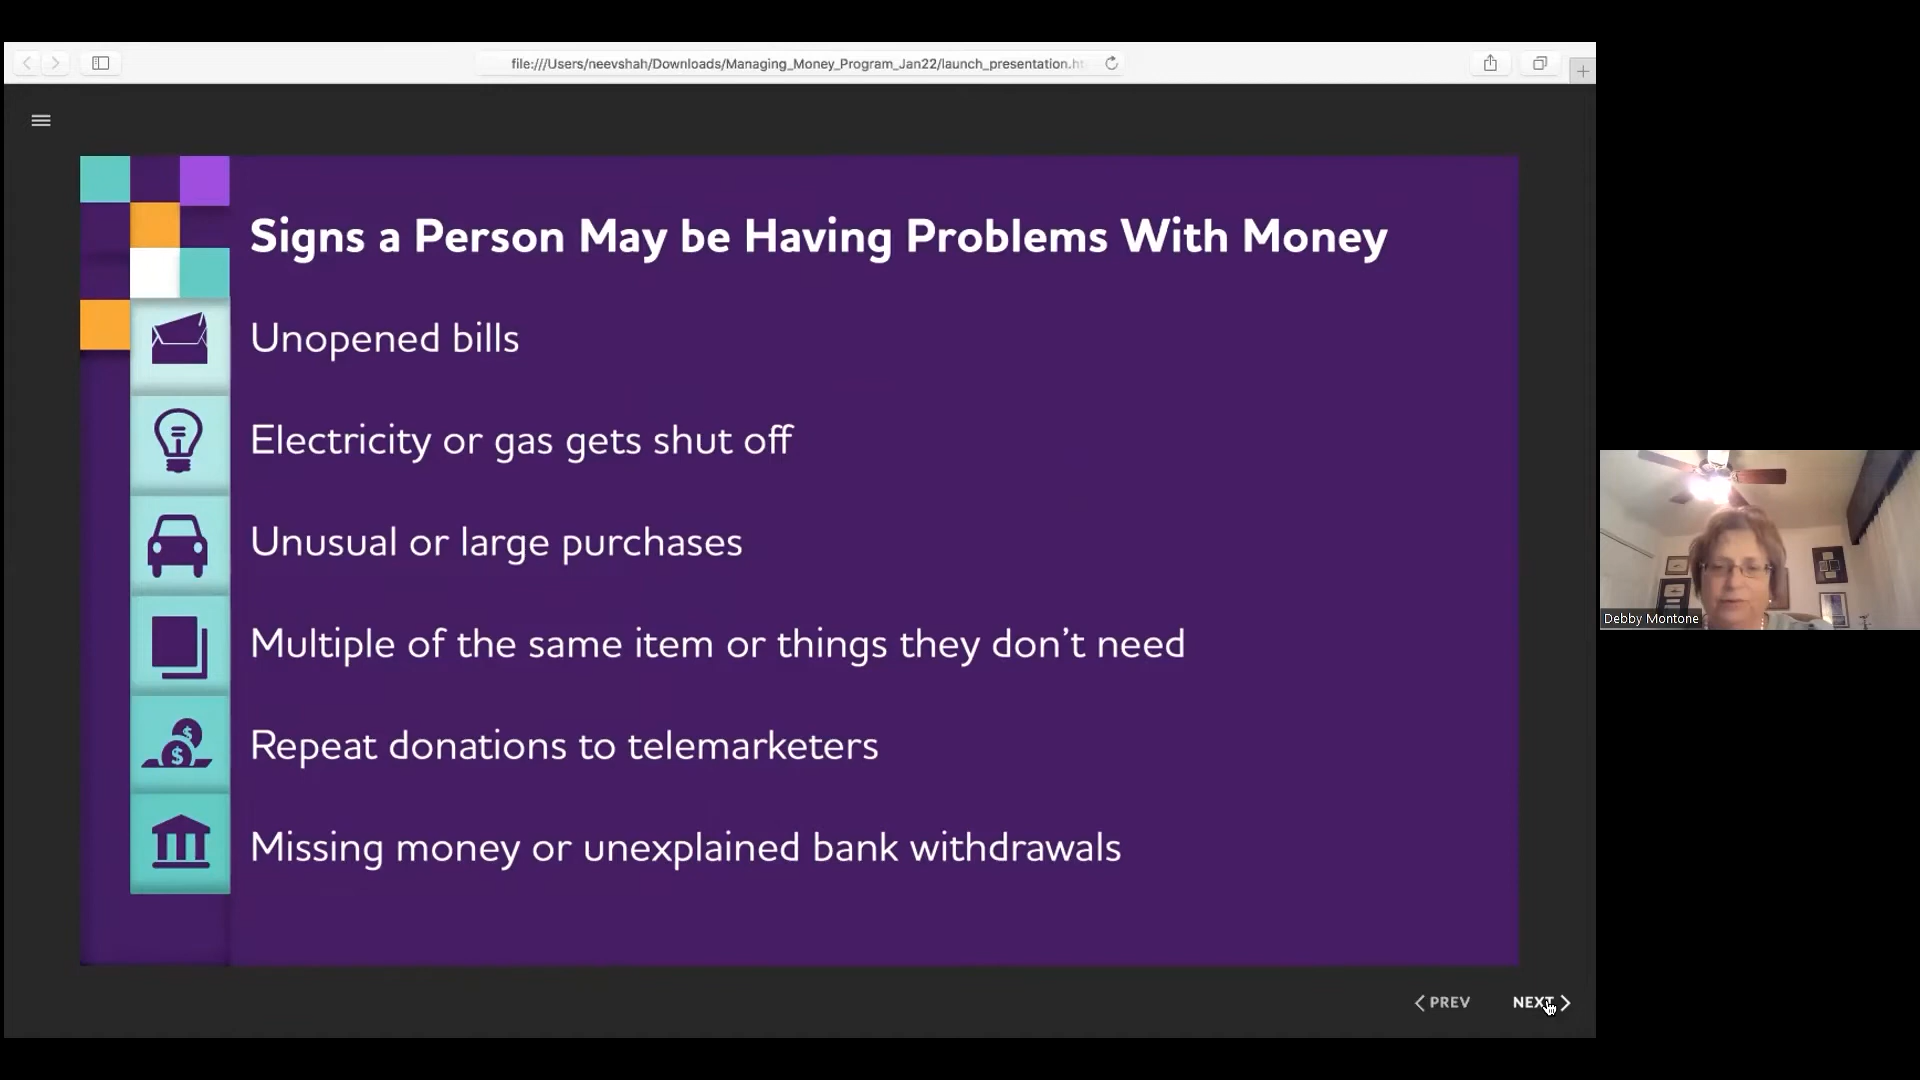 file:///Users/neevshah/Downloads/Managing_Money_Program_Jan22/launch_presentation.ht
Signs a Person May be Having Problems With Money
Unopened bills
Electricity or gas gets shut off
Unusual or large purchases
Multiple of the same item or things they don’t need
$
$
Repeat donations to telemarketers
Missing money or unexplained bank withdrawals
Debby Montone
PREV
NEXT